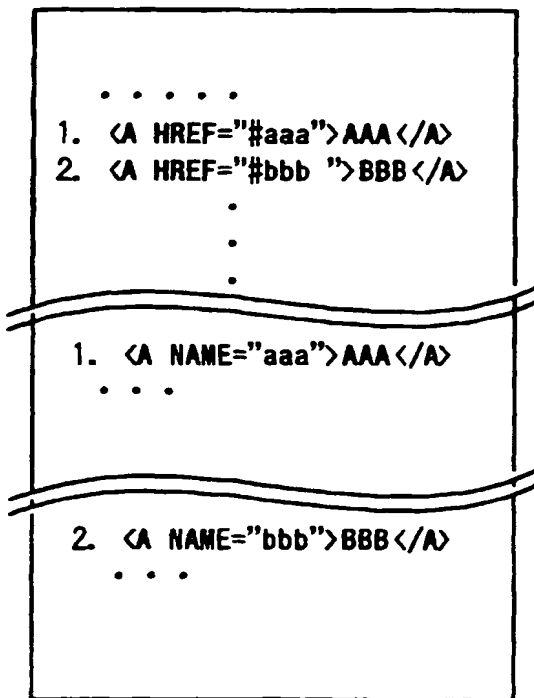 . . . . .
1. <A HREF="#aaa">AAA</A>
2. <A HREF="#bbb ">BBB</A>
.
.
.
1. <A NAME="aaa">AAA</A>
. . .
2. <A NAME="bbb">BBB</A>
. . .